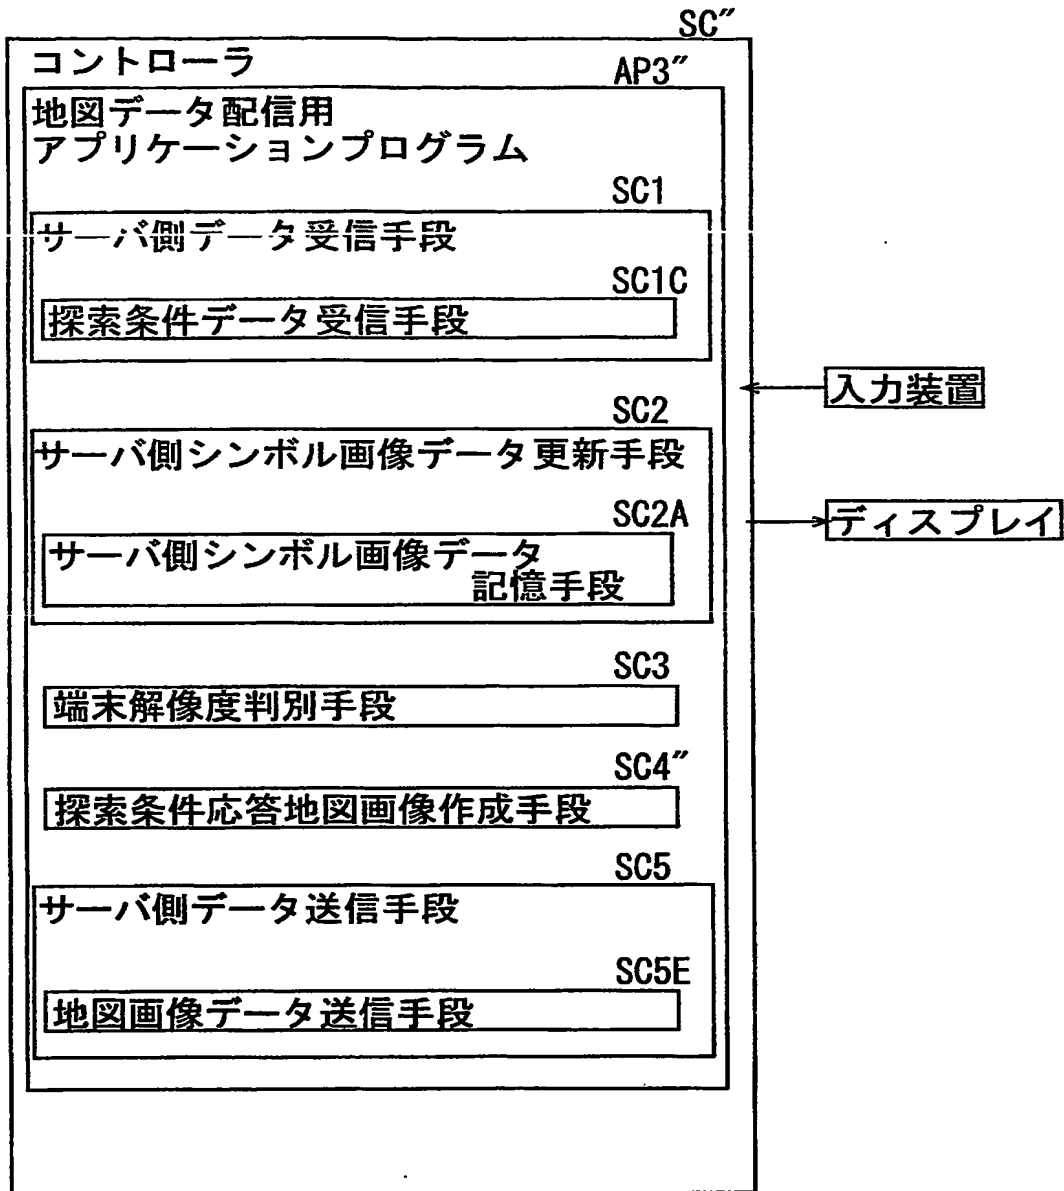 SC″
コントローラ
AP3″
地図データ配信用
アプリケーションプログラム
SC1
サーバ側データ受信手段
SC1C
探索条件データ受信手段
入力装置
SC2
サーバ側シンボル画像データ更新手段
SC2A
ディスプレイ
サーバ側シンボル画像データ
記憶手段
SC3
端末解像度判別手段
SC4″
探索条件応答地図画像作成手段
SC5
サーバ側データ送信手段
SC5E
地図画像データ送信手段